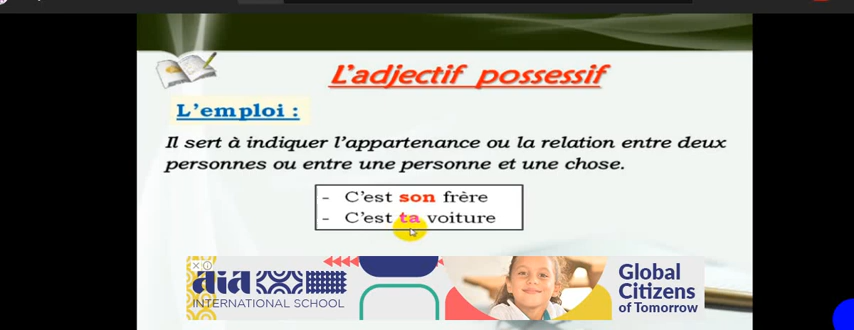 L'adjectif possessif
L'emploi :
Il sert à indiquer l'appartenance ou la relation entre deux
personnes ou entre une personne et une chose.
- C'est son frère
- C'est ta voiture
aia
INTERNATIONAL SCHOOL
Global
Citizens
of Tomorrow